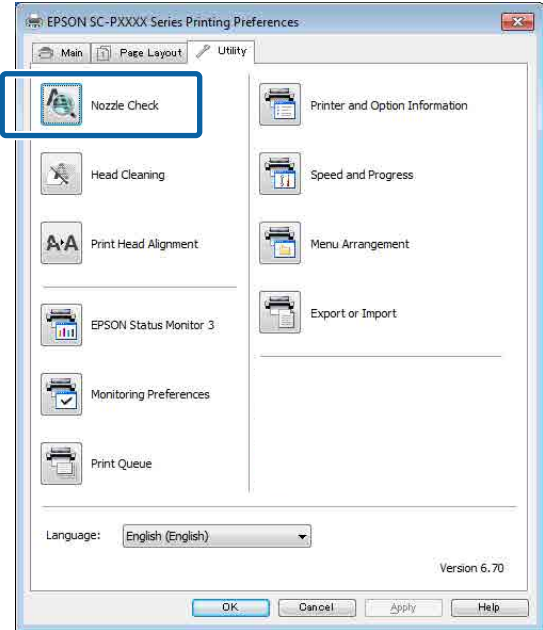 EPSON SC-PXXXX Series Printing Preferences
Main Page Layout Utility
Nozzle Check
Head Cleaning
A A Print Head Alignment
EPSON Status Monitor 3
Monitoring Preferences
Print Queue
Printer and Option Information
Speed and Progress
Menu Arrangement
Export or Import
Language: English (English)
Version 6.70
OK Cancel Apply Help